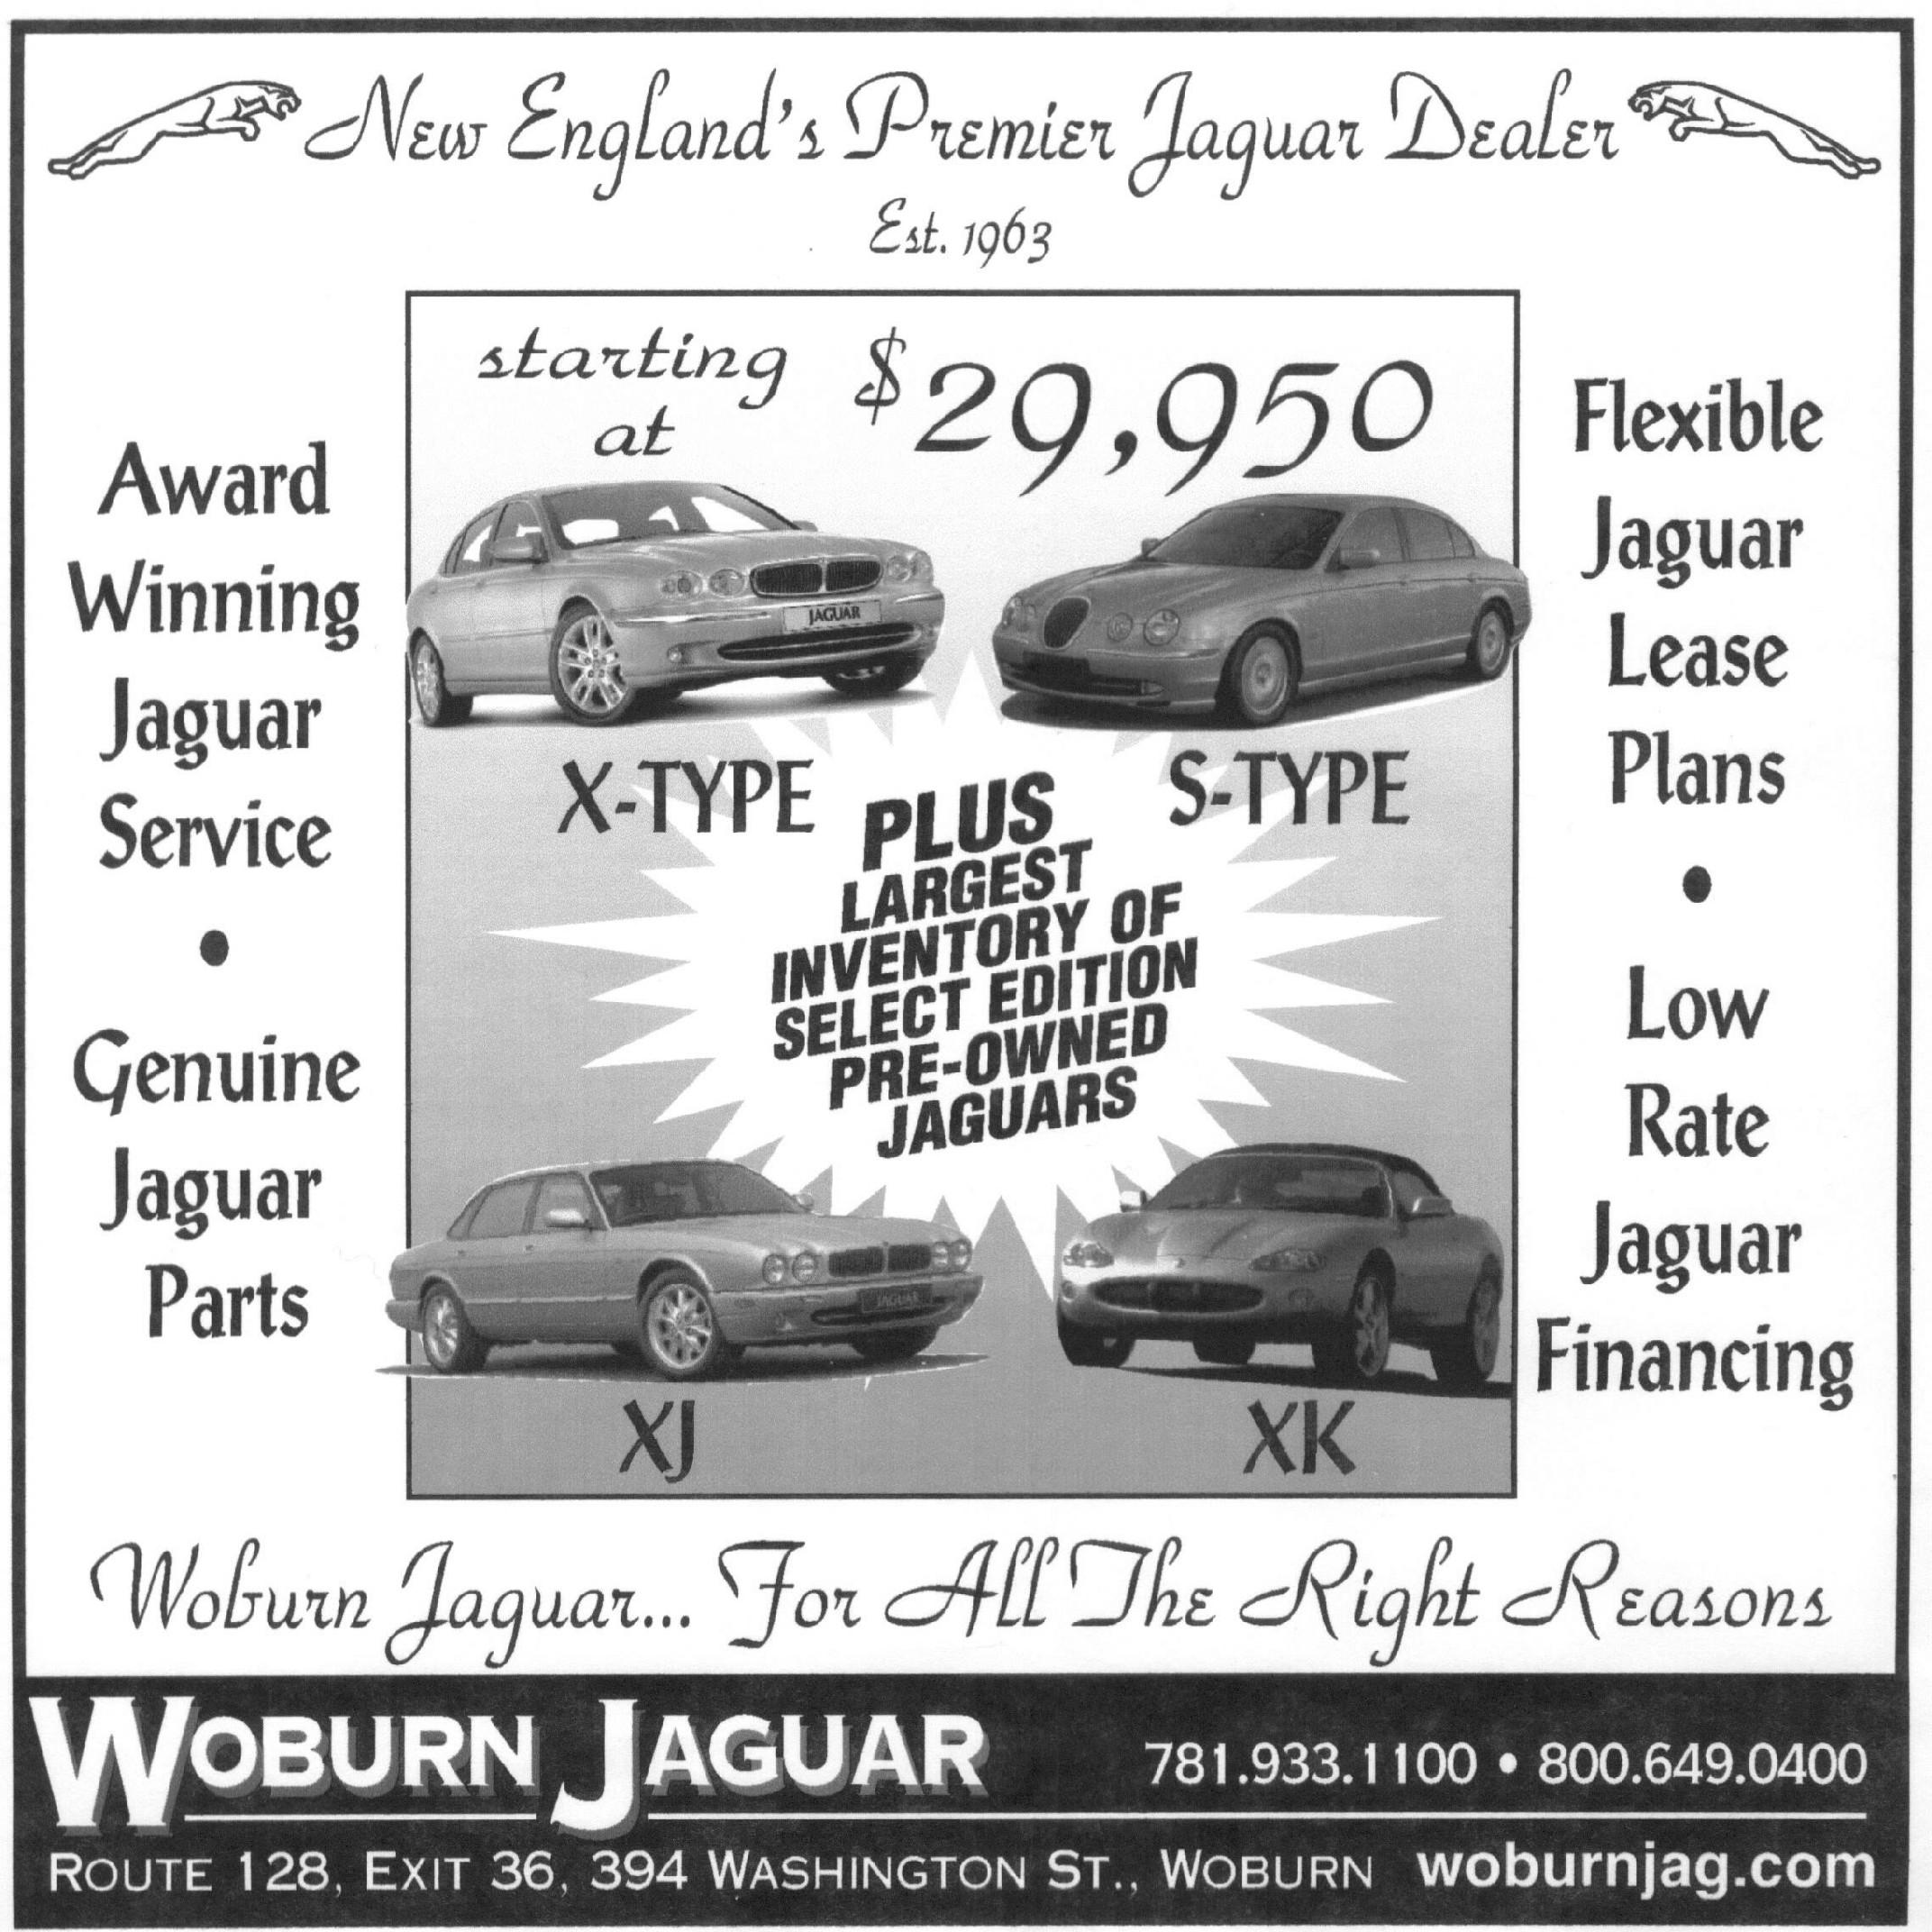 New England's Premier Jaguar Dealer
Est. 1963
starting
at
$29,950
Award
Winning
Jaguar
Service
•
Genuine
Jaguar
Parts
JAGUAR
X-TYPE
S-TYPE
PLUS
LARGEST
INVENTORY OF
SELECT EDITION
PRE-OWNED
JAGUARS
JAGUAR
XJ
XK
Flexible
Jaguar
Lease
Plans
•
Low
Rate
Jaguar
Financing
Woburn Jaguar... For All The Right Reasons
WOBURN JAGUAR
781.933.1100 • 800.649.0400
ROUTE 128, EXIT 36, 394 WASHINGTON ST., WOBURN woburnjag.com